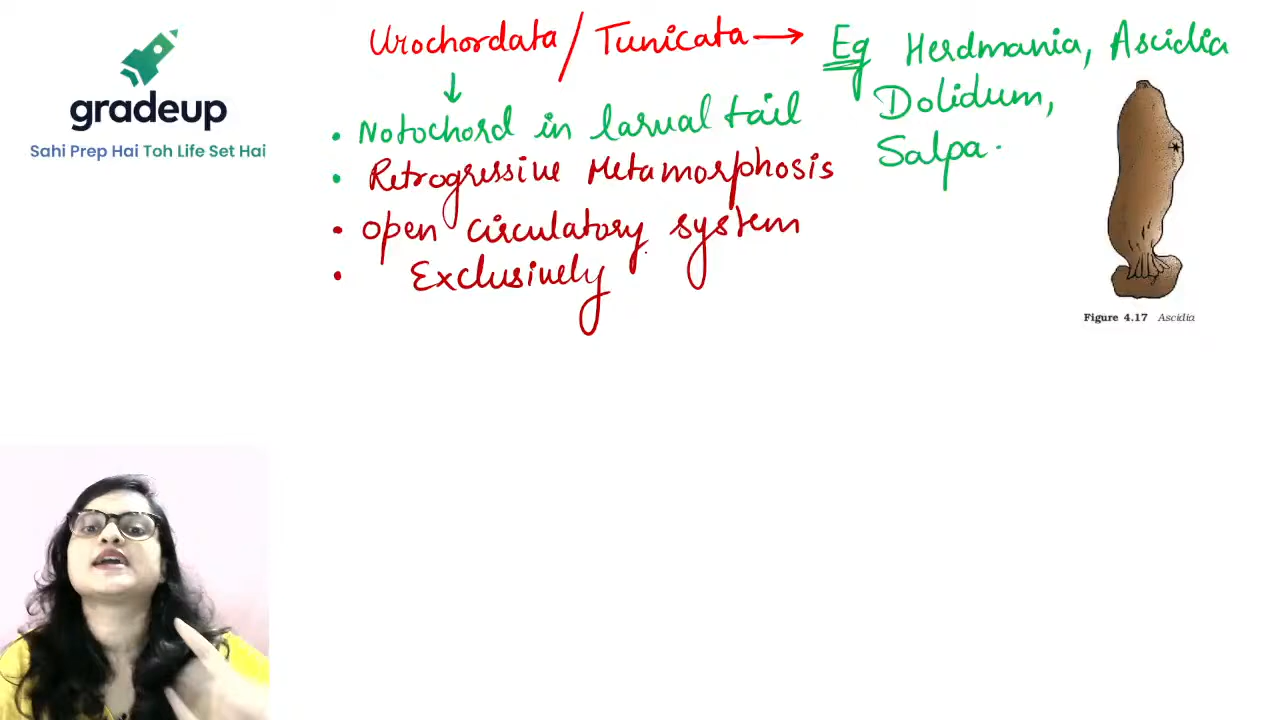 gradeup
Sahi Prep Hai Toh Life Set Hai
Urochordata / Tunicata → Eg Herdmania, Ascidia
Dolidum,
Salpa.
• Notochord in larval tail
• Retrogressive Metamorphosis
• Open circulatory system
• Exclusively
Figure 4.17 Ascidia